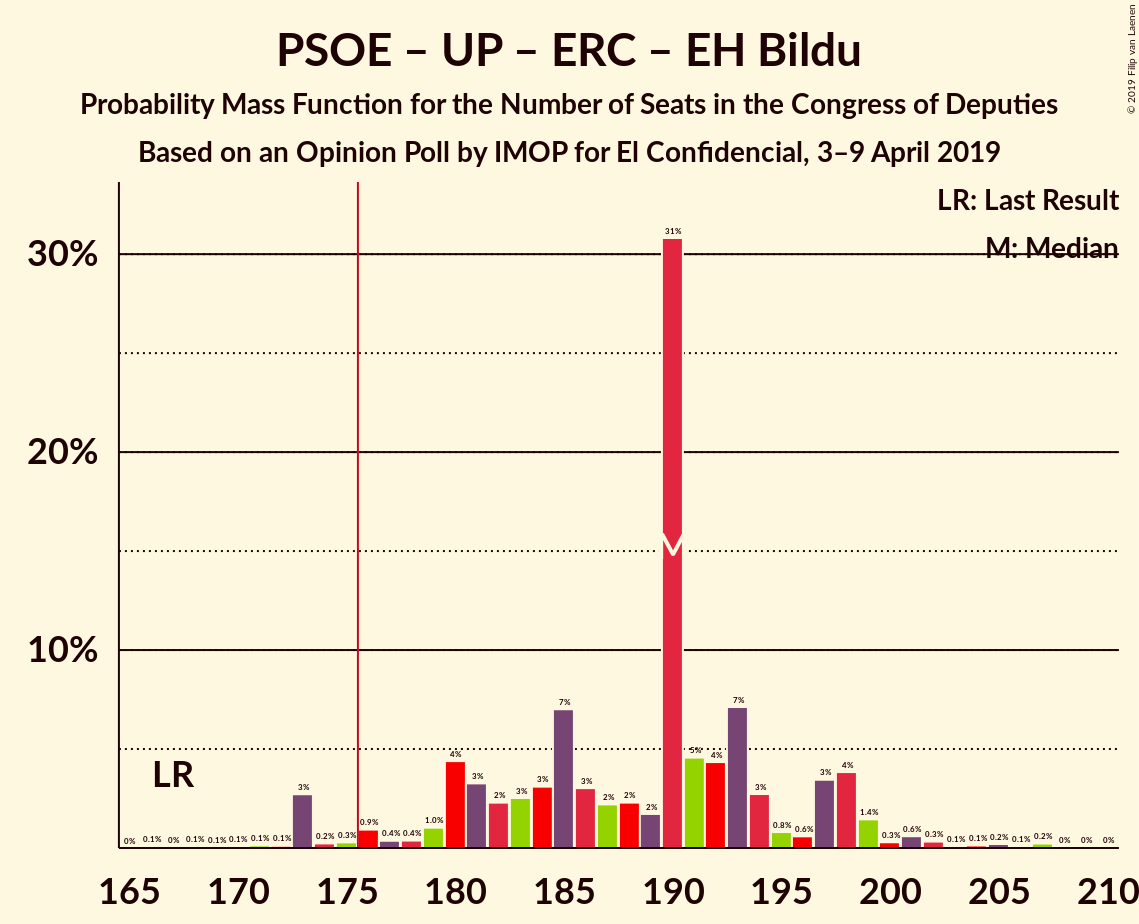 PSOE – UP – ERC – EH Bildu
Probability Mass Function for the Number of Seats in the Congress of Deputies
Based on an Opinion Poll by IMOP for El Confidencial, 3–9 April 2019
© 2019 Filip van Laenen
LR: Last Result
M: Median
30%
20%
10%
LR
M
0% 0.1% 0% 0.1% 0.1% 0.1% 0.1% 0.1% 3% 0.2% 0.3% 0.9% 0.4% 0.4% 1.0% 4% 3% 2% 3% 3% 7% 3% 2% 2% 2% 31% 5% 4% 7% 3% 0.8% 0.6% 3% 4% 1.4% 0.3% 0.6% 0.3% 0.1% 0.1% 0.2% 0.1% 0.2% 0% 0% 0%
165 170 175 180 185 190 195 200 205 210